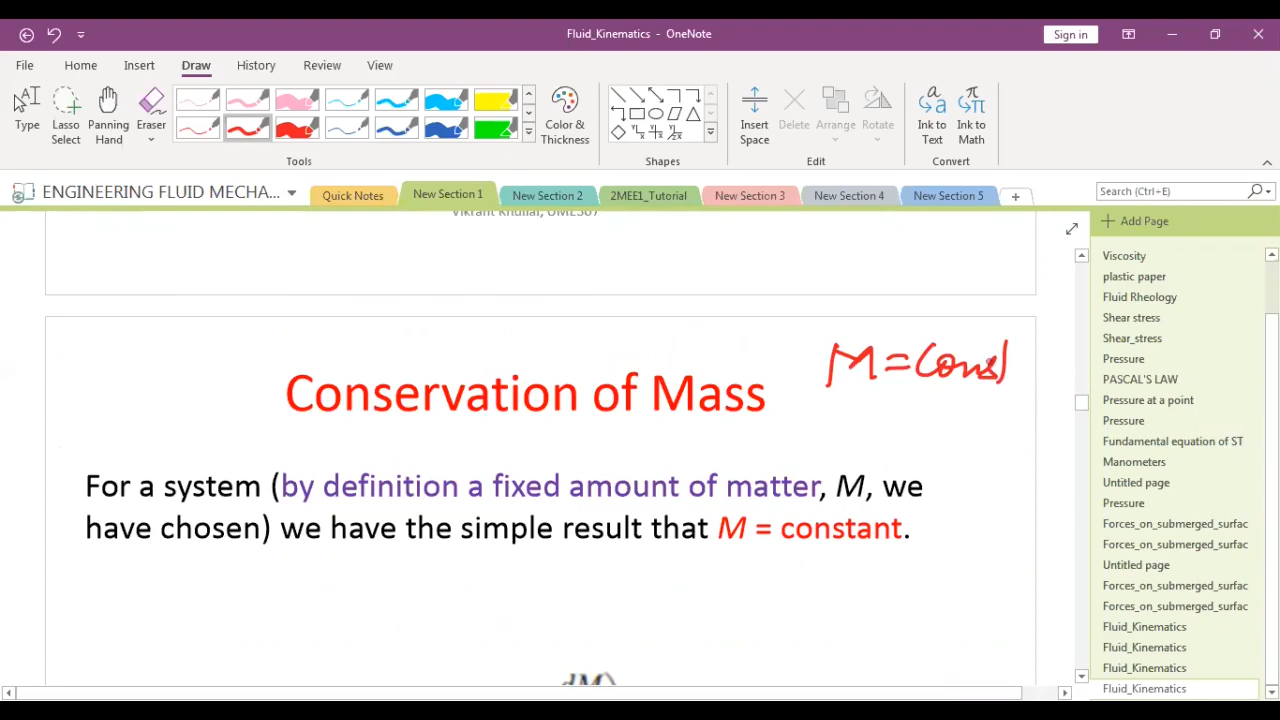 Fluid_Kinematics - OneNote
Sign in
File Home Insert Draw History Review View
Type
Lasso Select
Panning Hand
Eraser
Color & Thickness
Insert Space
Delete
Arrange
Rotate
Ink to Text
Ink to Math
Tools Shapes Edit Convert
ENGINEERING FLUID MECHA...
Quick Notes New Section 1 New Section 2 2MEE1_Tutorial New Section 3 New Section 4 New Section 5
Search (Ctrl+E)
Add Page
Viscosity
plastic paper
Fluid Rheology
Shear stress
Shear_stress
Pressure
PASCAL'S LAW
Pressure at a point
Pressure
Fundamental equation of ST
Manometers
Untitled page
Pressure
Forces_on_submerged_surfac
Forces_on_submerged_surfac
Untitled page
Forces_on_submerged_surfac
Forces_on_submerged_surfac
Fluid_Kinematics
Fluid_Kinematics
Fluid_Kinematics
Fluid_Kinematics
M = Const
Conservation of Mass
For a system (by definition a fixed amount of matter, M, we
have chosen) we have the simple result that M = constant.